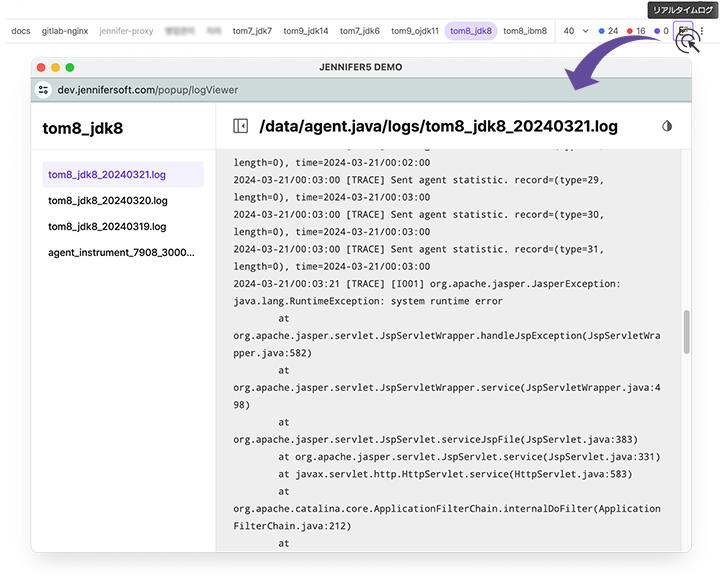 リアルタイムログ
docs gitlab-nginx jennifer-proxy tom7_jdk7 tom9_jdk14 tom7_jdk6 tom9_ojdk11 tom8_jdk8 tom8_ibm8 40 24 16 0
JENNIFER5 DEMO
dev.jennifersoft.com/popup/logViewer
tom8_jdk8
/data/agent.java/logs/tom8_jdk8_20240321.log
tom8_jdk8_20240321.log
tom8_jdk8_20240320.log
tom8_jdk8_20240319.log
agent_instrument_7908_3000...
length=0), time=2024-03-21/00:02:00
2024-03-21/00:03:00 [TRACE] Sent agent statistic. record=(type=29,
length=0), time=2024-03-21/00:03:00
2024-03-21/00:03:00 [TRACE] Sent agent statistic. record=(type=30,
length=0), time=2024-03-21/00:03:00
2024-03-21/00:03:00 [TRACE] Sent agent statistic. record=(type=31,
length=0), time=2024-03-21/00:03:00
2024-03-21/00:03:21 [TRACE] [I001] org.apache.jasper.JasperException:
java.lang.RuntimeException: system runtime error
at
org.apache.jasper.servlet.JspServletWrapper.handleJspException(JspServletWra
pper.java:582)
at
org.apache.jasper.servlet.JspServletWrapper.service(JspServletWrapper.java:4
98)
at
org.apache.jasper.servlet.JspServlet.serviceJspFile(JspServlet.java:383)
at org.apache.jasper.servlet.JspServlet.service(JspServlet.java:331)
at javax.servlet.http.HttpServlet.service(HttpServlet.java:583)
at
org.apache.catalina.core.ApplicationFilterChain.internalDoFilter(Application
FilterChain.java:212)
at